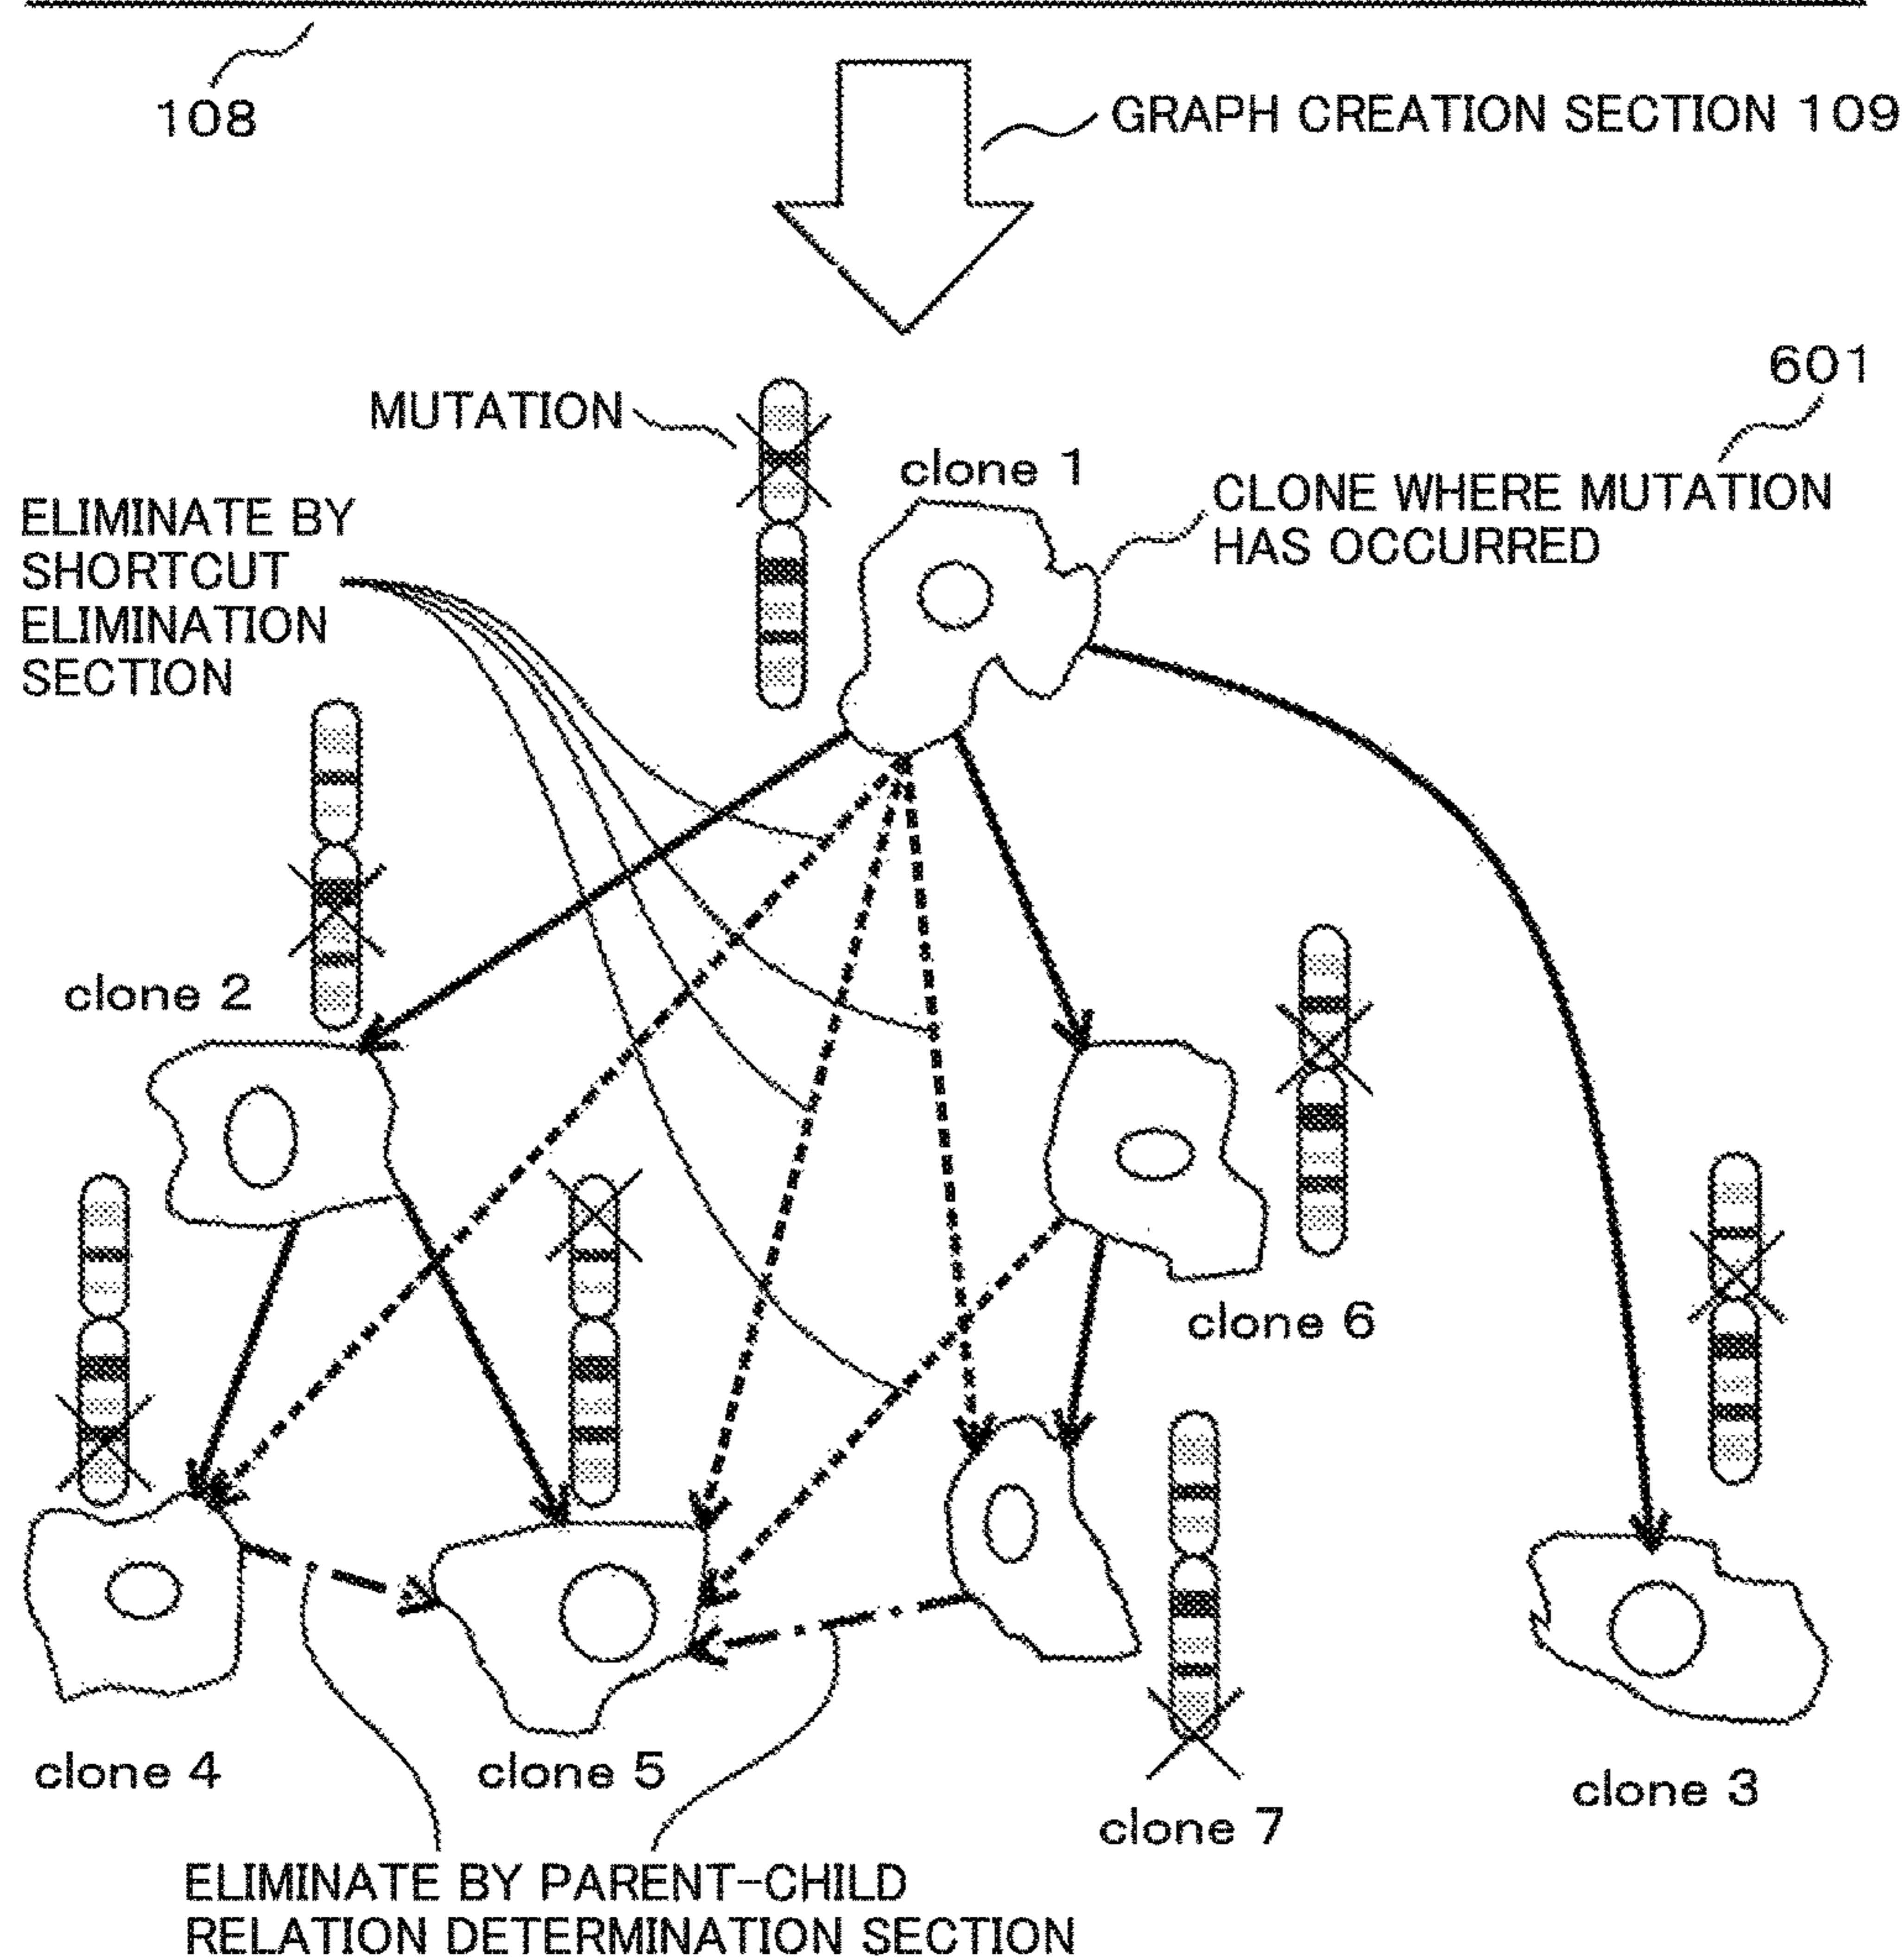 108
GRAPH CREATION SECTION 109
601
MUTATION
clone 1
CLONE WHERE MUTATION
HAS OCCURRED
ELIMINATE BY
SHORTCUT
ELIMINATION
SECTION
clone 2
clone 6
clone 4
clone 5
clone 3
clone 7
ELIMINATE BY PARENT-CHILD
RELATION DETERMINATION SECTION